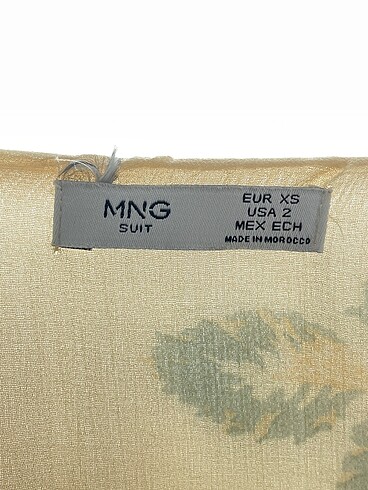 MNG
SUIT
EUR XS
USA 2
MEX ECH
MADE IN MOROCCO